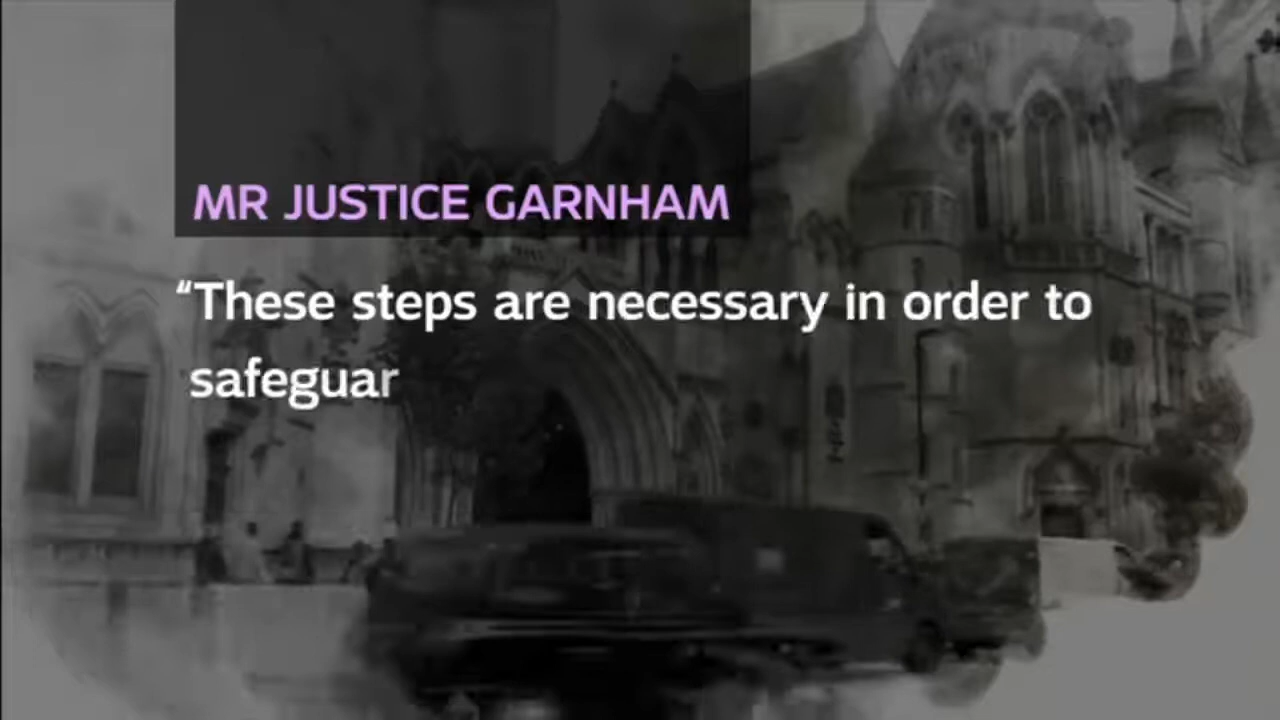 MR JUSTICE GARNHAM
“These steps are necessary in order to
safeguar